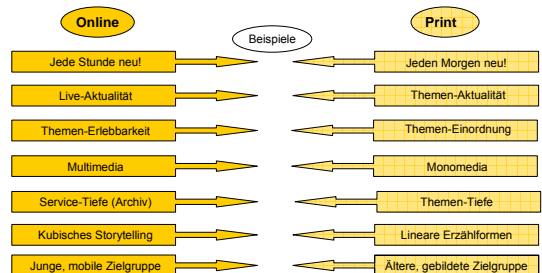 Online
Print
Beispiele
Jede Stunde neu!
Jeden Morgen neu!
Live-Aktualität
Themen-Aktualität
Themen-Erlebbarkeit
Themen-Einordnung
Multimedia
Monomedia
Service-Tiefe (Archiv)
Themen-Tiefe
Kubisches Storytelling
Lineare Erzählformen
Junge, mobile Zielgruppe
Ältere, gebildete Zielgruppe